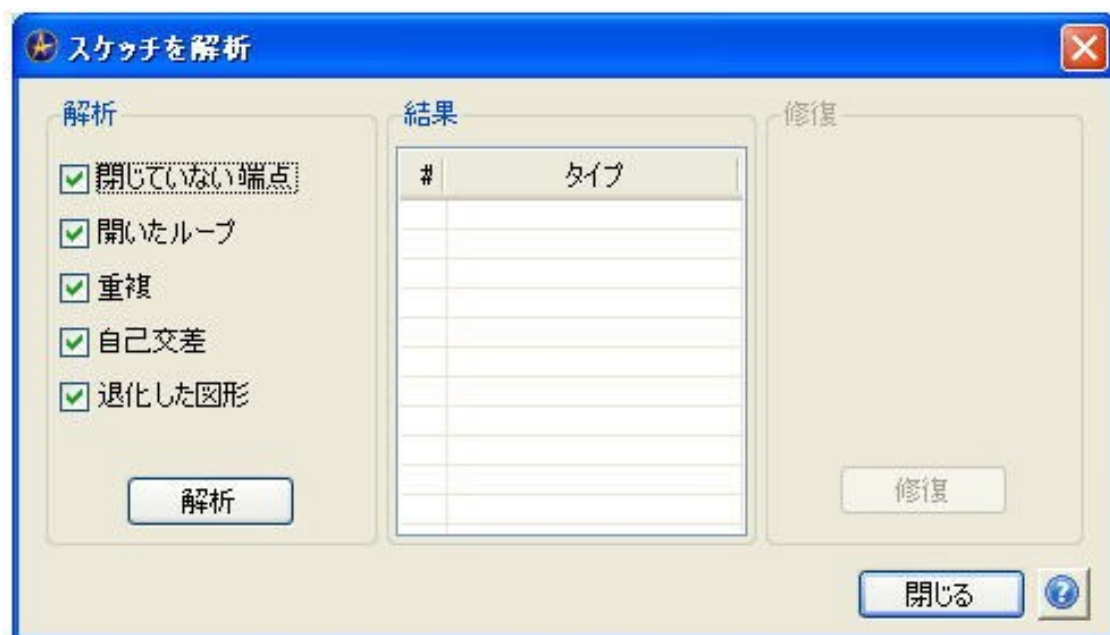 スケッチを解析
解析
閉じていない端点
開いたループ
重複
自己交差
退化した図形
解析
結果
# タイプ
修復
修復
閉じる